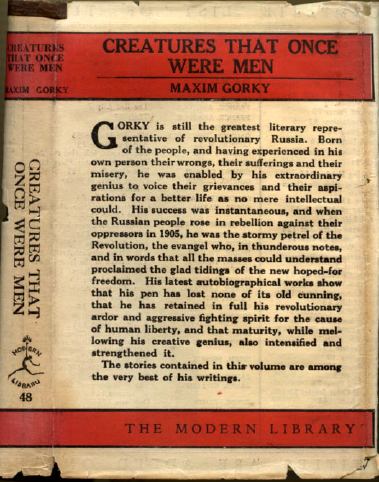 CREATURES
THAT ONCE
WERE MEN
MAXIM GORKY
CREATURES THAT
ONCE WERE MEN
MODERN
LIBRARY
48
CREATURES THAT ONCE
WERE MEN
MAXIM GORKY
GORKY is still the greatest literary repre-
sentative of revolutionary Russia. Born
of the people, and having experienced in his
own person their wrongs, their sufferings and their
misery, he was enabled by his extraordinary
genius to voice their grievances and their aspi-
rations for a better life as no mere intellectual
could. His success was instantaneous, and when
the Russian people rose in rebellion against their
oppressors in 1905, he was the stormy petrel of the
Revolution, the evangel who, in thunderous notes,
and in words that all the masses could understand
proclaimed the glad tidings of the new hoped-for
freedom. His latest autobiographical works show
that his pen has lost none of its old cunning,
that he has retained in full his revolutionary
ardor and aggressive fighting spirit for the cause
of human liberty, and that maturity, while mel-
lowing his creative genius, also intensified and
strengthened it.
The stories contained in this volume are among
the very best of his writings.
THE MODERN LIBRARY